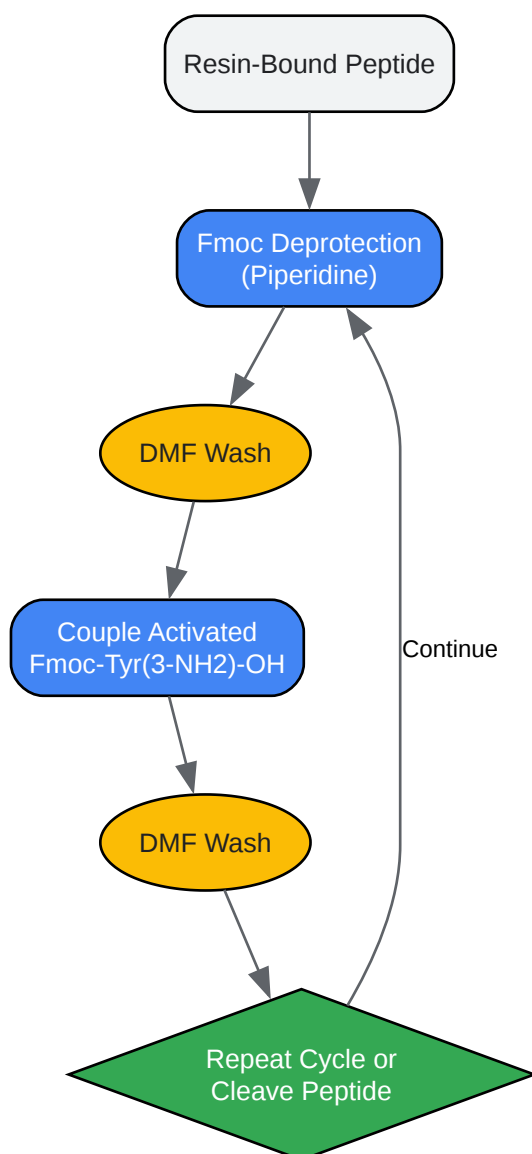 Resin-Bound Peptide
Fmoc Deprotection
(Piperidine)
DMF Wash
Couple Activated
Fmoc-Tyr(3-NH2)-OH
Continue
DMF Wash
Repeat Cycle or
Cleave Peptide